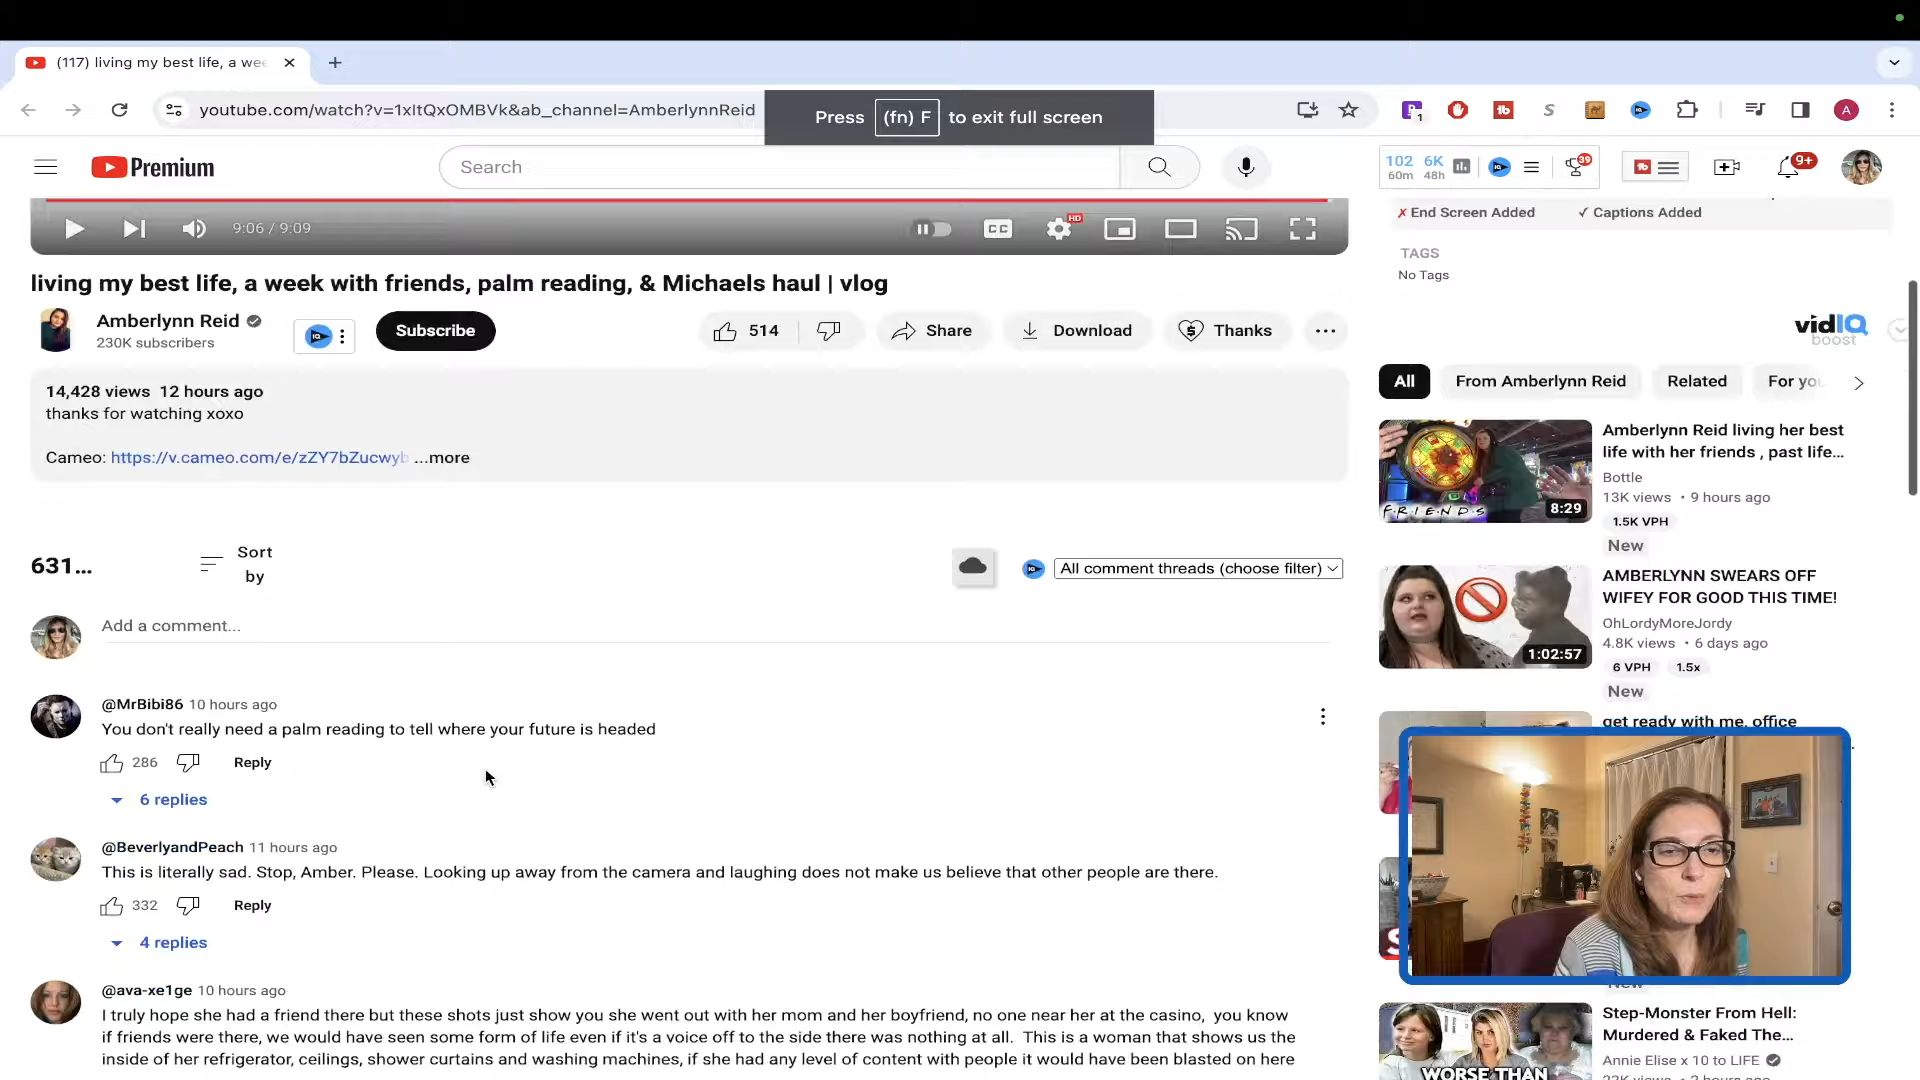 (117) living my best life, a wee
youtube.com/watch?v=1xItQxOMBVk&ab_channel=AmberlynnReid
Press (fn) F to exit full screen
1
A
Premium
Search
102 6K
60m 48h
39
9+
9:06 / 9:09
CC
HD
✗ End Screen Added ✓ Captions Added
TAGS
No Tags
living my best life, a week with friends, palm reading, & Michaels haul | vlog
Amberlynn Reid
230K subscribers
Subscribe
514
Share
Download
Thanks
vidIQ
boost
14,428 views 12 hours ago
thanks for watching xoxo
Cameo: https://v.cameo.com/e/zZY7bZucwyb ...more
All
From Amberlynn Reid
Related
For you
631...
Sort
by
All comment threads (choose filter)
Add a comment...
@MrBibi86 10 hours ago
You don't really need a palm reading to tell where your future is headed
286
Reply
6 replies
@BeverlyandPeach 11 hours ago
This is literally sad. Stop, Amber. Please. Looking up away from the camera and laughing does not make us believe that other people are there.
332
Reply
4 replies
@ava-xe1ge 10 hours ago
I truly hope she had a friend there but these shots just show you she went out with her mom and her boyfriend, no one near her at the casino, you know
if friends were there, we would have seen some form of life even if it's a voice off to the side there was nothing at all. This is a woman that shows us the
inside of her refrigerator, ceilings, shower curtains and washing machines, if she had any level of content with people it would have been blasted on here
FRIENDS
8:29
Amberlynn Reid living her best
life with her friends , past life...
Bottle
13K views • 9 hours ago
1.5K VPH
New
1:02:57
AMBERLYNN SWEARS OFF
WIFEY FOR GOOD THIS TIME!
OhLordyMoreJordy
4.8K views • 6 days ago
6 VPH 1.5x
New
get ready with me, office
WORSE THAN
Step-Monster From Hell:
Murdered & Faked The...
Annie Elise x 10 to LIFE